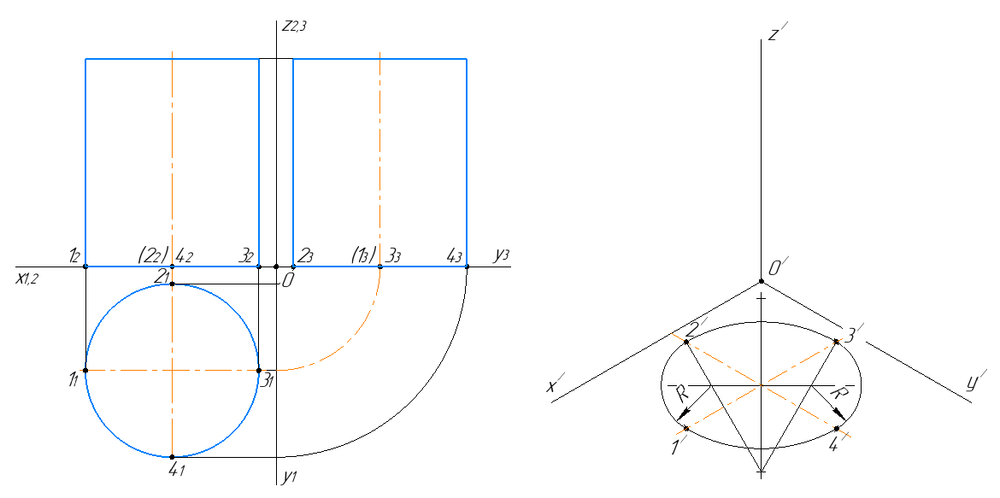 z2,3
z′
12
(22) 42
32
23
(13) 33
43
y3
x1,2
21
0
0′
11
31
41
y1
2′
3′
x′
y′
R
R
1′
4′